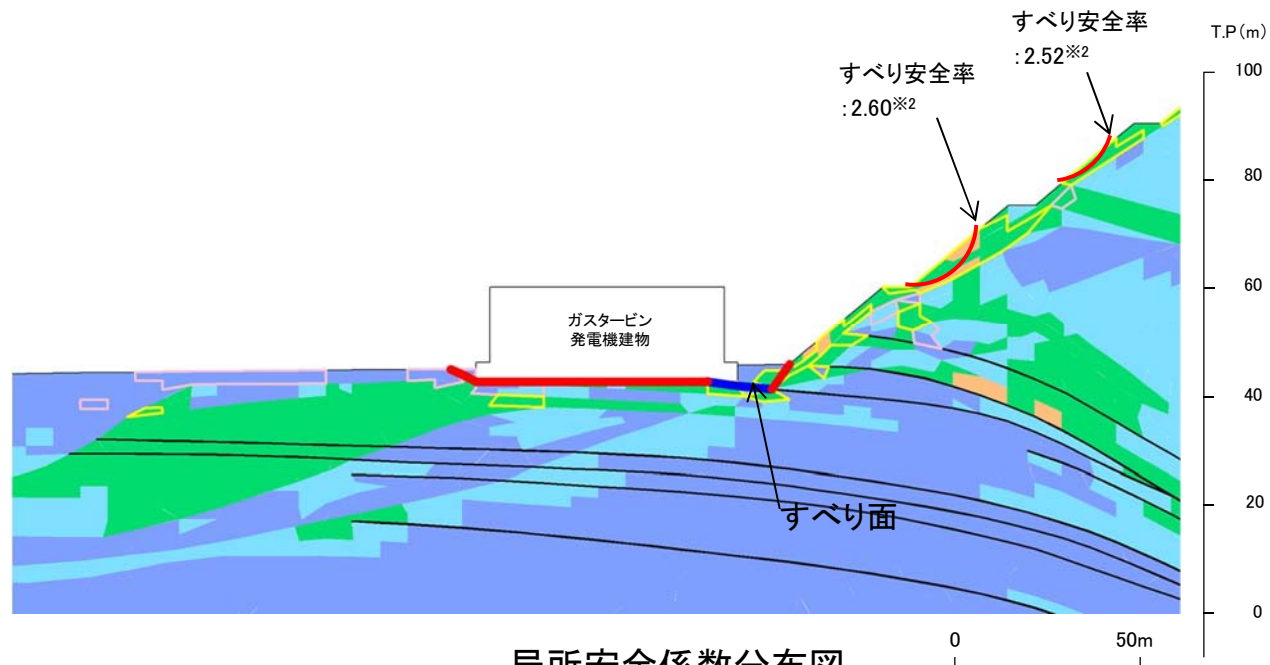 すべり安全率
:2.52※2
すべり安全率
:2.60※2
T.P(m)
100
80
60
40
20
0
ガスタービン
発電機建物
すべり面
0 50m
局所安全係数分布図